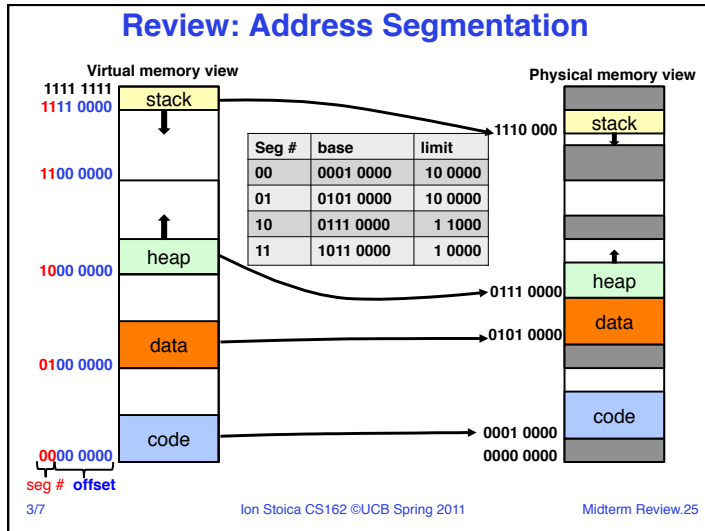 Review: Address Segmentation
Virtual memory view
Physical memory view
1111 1111
stack
1111 0000
1110 000
stack
Seg # base limit
00 0001 0000 10 0000
01 0101 0000 10 0000
10 0111 0000 1 1000
11 1011 0000 1 0000
1100 0000
heap
1000 0000
heap
0111 0000
data
0101 0000
data
0100 0000
code
code
0001 0000
0000 0000
0000 0000
seg # offset
3/7
Ion Stoica CS162 ©UCB Spring 2011
Midterm Review.25